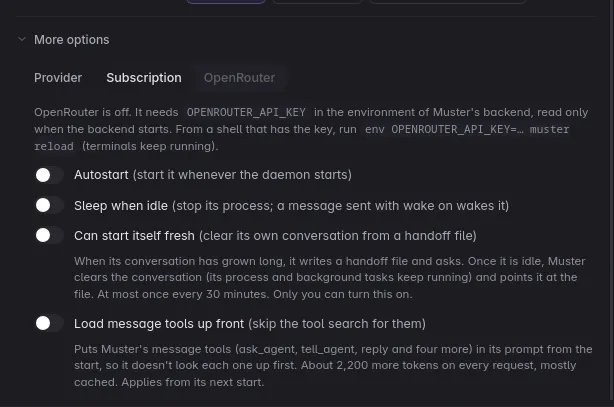 More options
Provider Subscription OpenRouter
OpenRouter is off. It needs OPENROUTER_API_KEY in the environment of Muster's backend, read only
when the backend starts. From a shell that has the key, run env OPENROUTER_API_KEY=… muster
reload (terminals keep running).
Autostart (start it whenever the daemon starts)
Sleep when idle (stop its process; a message sent with wake on wakes it)
Can start itself fresh (clear its own conversation from a handoff file)
When its conversation has grown long, it writes a handoff file and asks. Once it is idle, Muster
clears the conversation (its process and background tasks keep running) and points it at the
file. At most once every 30 minutes. Only you can turn this on.
Load message tools up front (skip the tool search for them)
Puts Muster's message tools (ask_agent, tell_agent, reply and four more) in its prompt from the
start, so it doesn't look each one up first. About 2,200 more tokens on every request, mostly
cached. Applies from its next start.